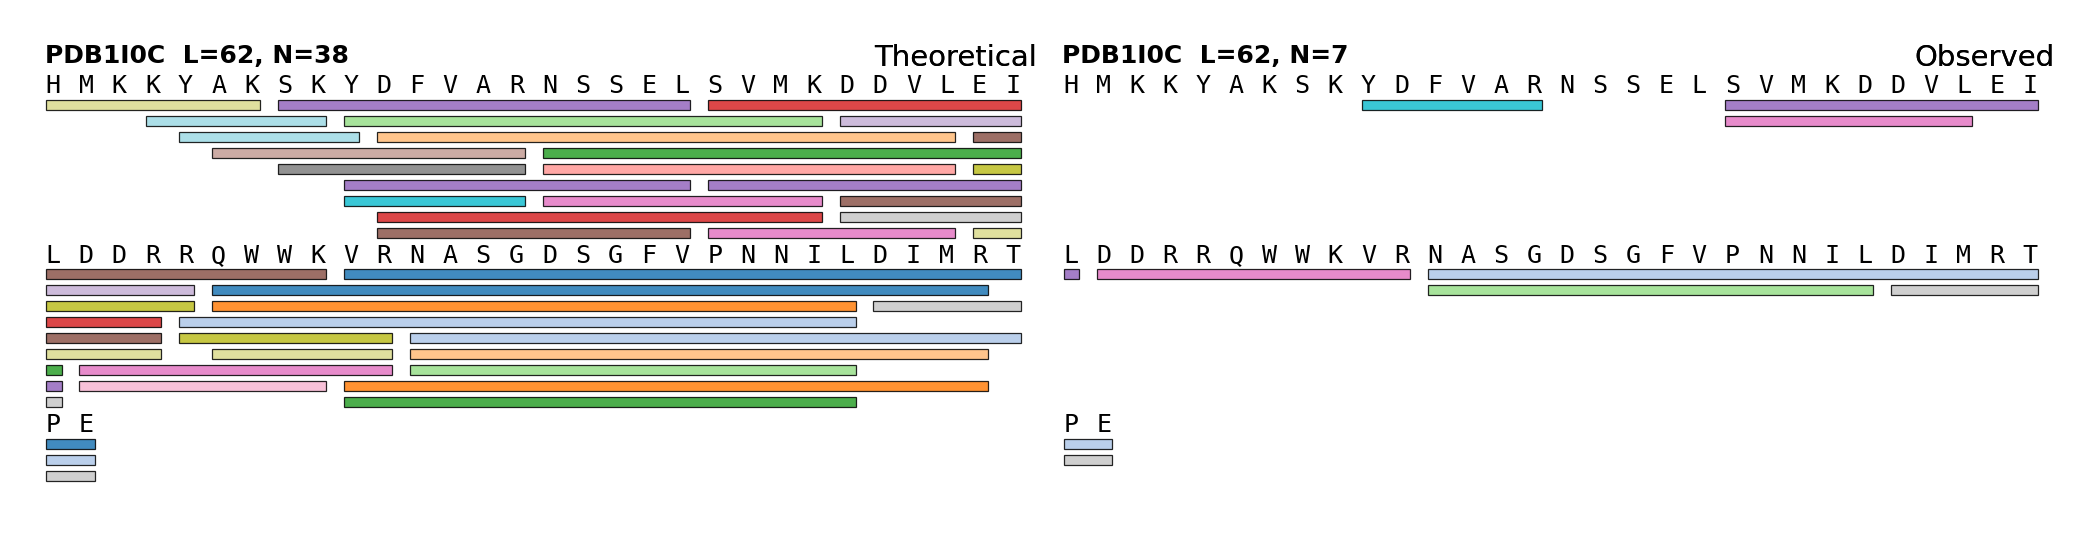 PDB1I0C L=62, N=38 Theoretical
H M K K Y A K S K Y D F V A R N S S E L S V M K D D V L E I
L D D R R Q W W K V R N A S G D S G F V P N N I L D I M R T
P E
PDB1I0C L=62, N=7 Observed
H M K K Y A K S K Y D F V A R N S S E L S V M K D D V L E I
L D D R R Q W W K V R N A S G D S G F V P N N I L D I M R T
P E